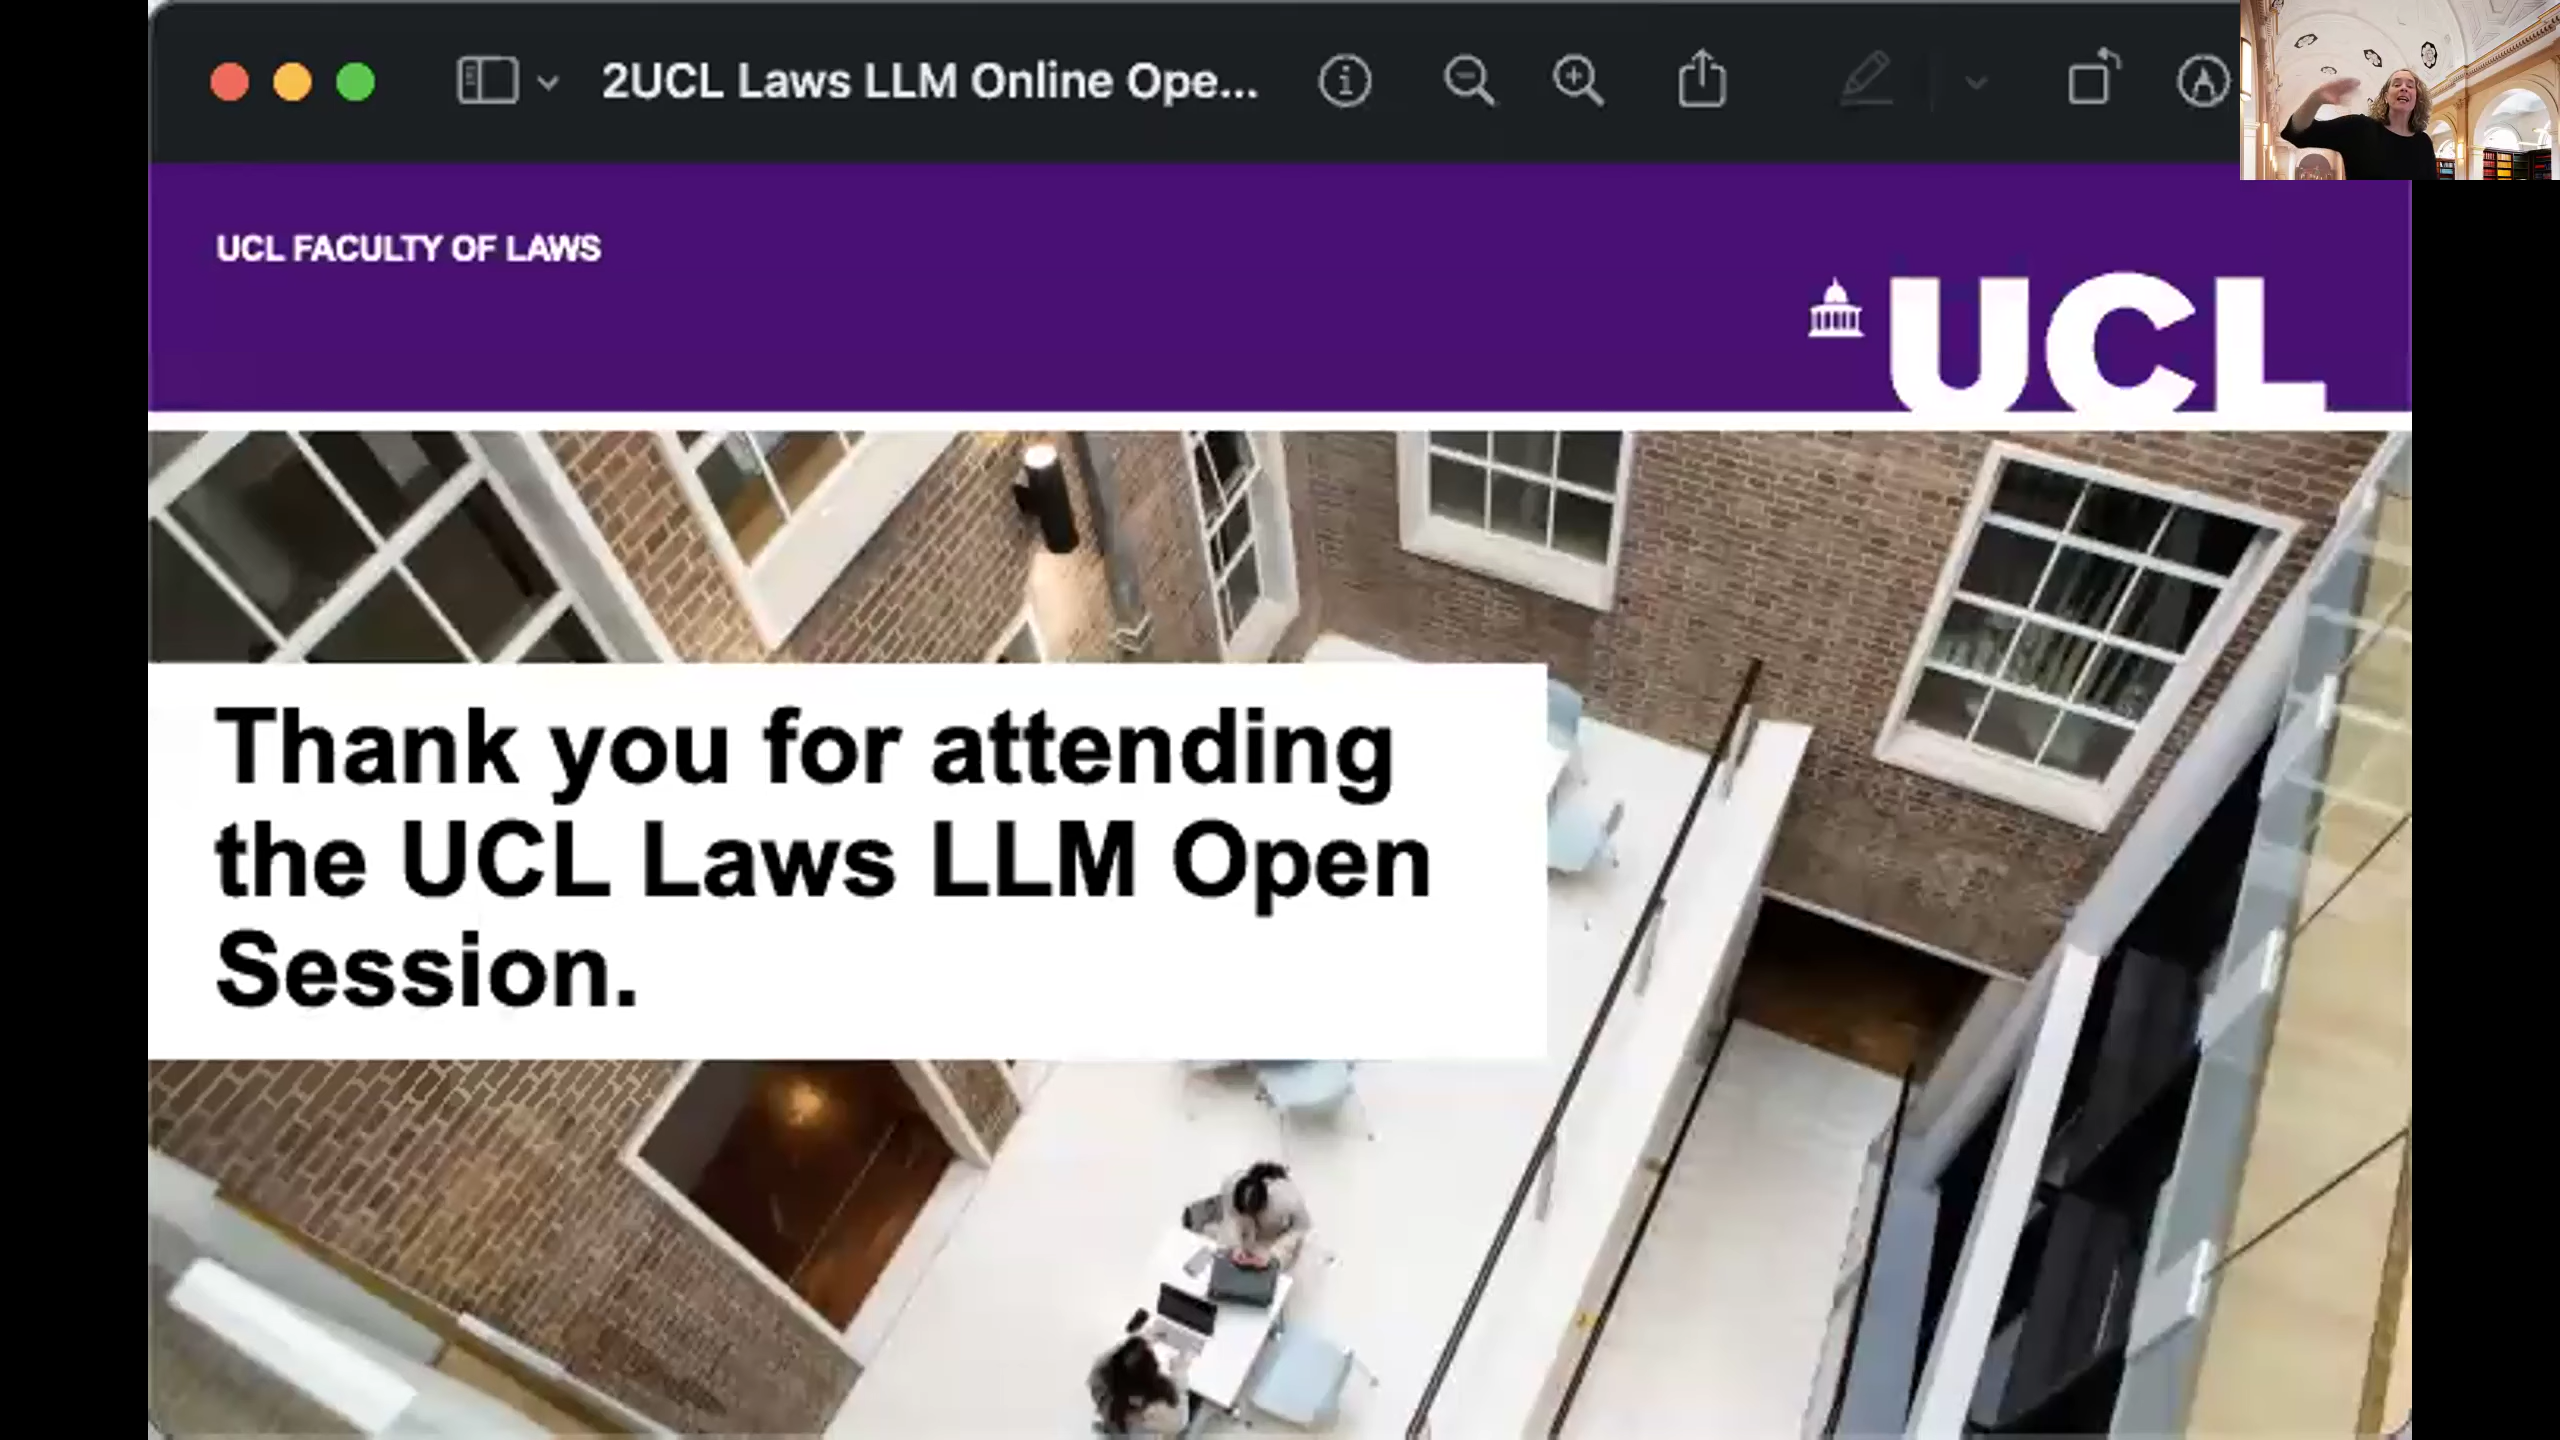 2UCL Laws LLM Online Ope...
UCL FACULTY OF LAWS
UCL
Thank you for attending
the UCL Laws LLM Open
Session.